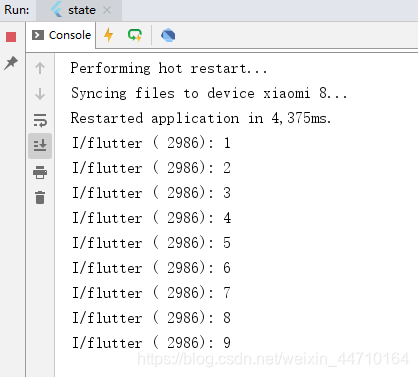 Run: state
Console
Performing hot restart...
Syncing files to device xiaomi 8...
Restarted application in 4,375ms.
I/flutter ( 2986): 1
I/flutter ( 2986): 2
I/flutter ( 2986): 3
I/flutter ( 2986): 4
I/flutter ( 2986): 5
I/flutter ( 2986): 6
I/flutter ( 2986): 7
I/flutter ( 2986): 8
I/flutter ( 2986): 9
https://blog.csdn.net/weixin_44710164